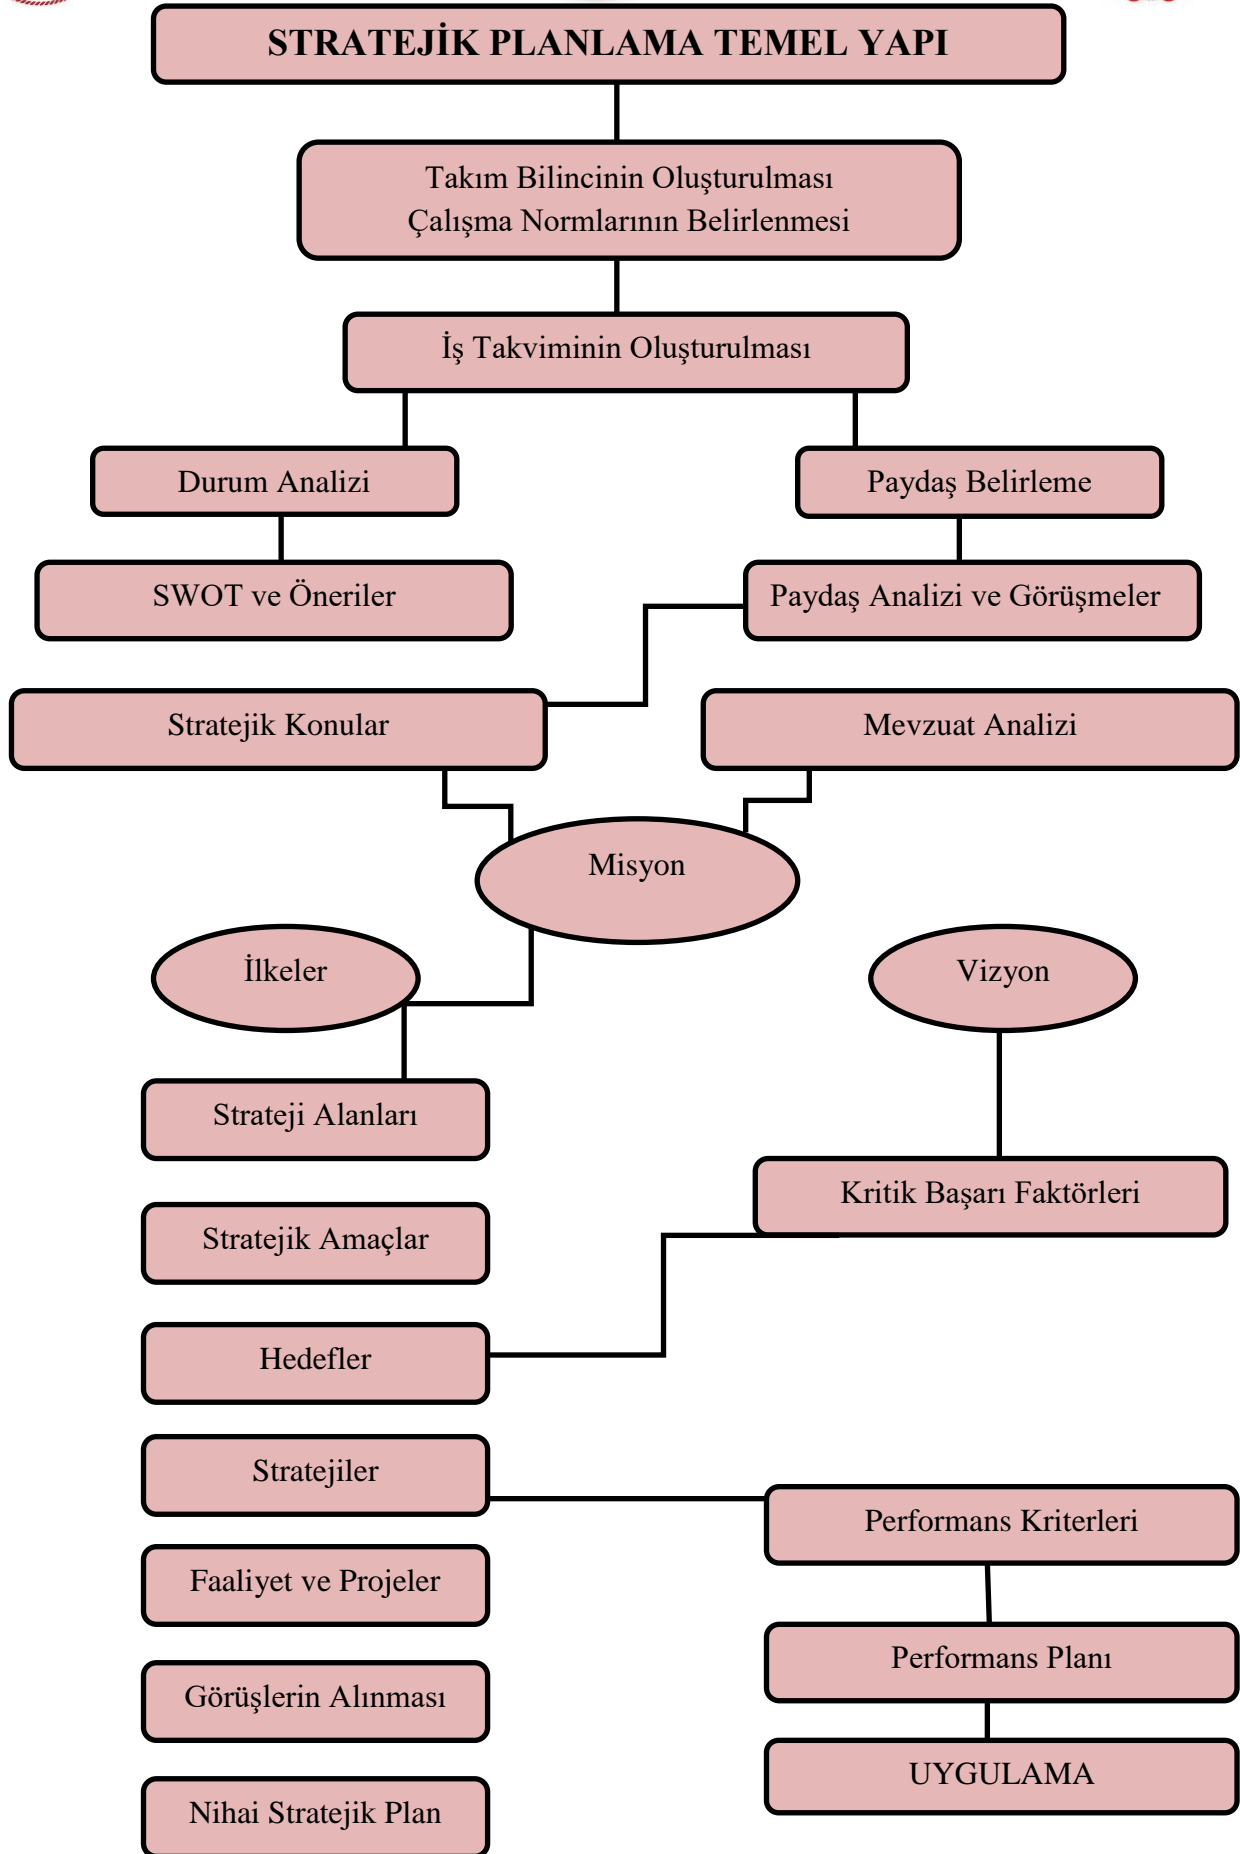 STRATEJİK PLANLAMA TEMEL YAPI
Takım Bilincinin Oluşturulması
Çalışma Normlarının Belirlenmesi
İş Takviminin Oluşturulması
Durum Analizi
Paydaş Belirleme
SWOT ve Öneriler
Paydaş Analizi ve Görüşmeler
Stratejik Konular
Mevzuat Analizi
Misyon
İlkeler
Vizyon
Strateji Alanları
Kritik Başarı Faktörleri
Stratejik Amaçlar
Hedefler
Stratejiler
Performans Kriterleri
Faaliyet ve Projeler
Performans Planı
Görüşlerin Alınması
UYGULAMA
Nihai Stratejik Plan